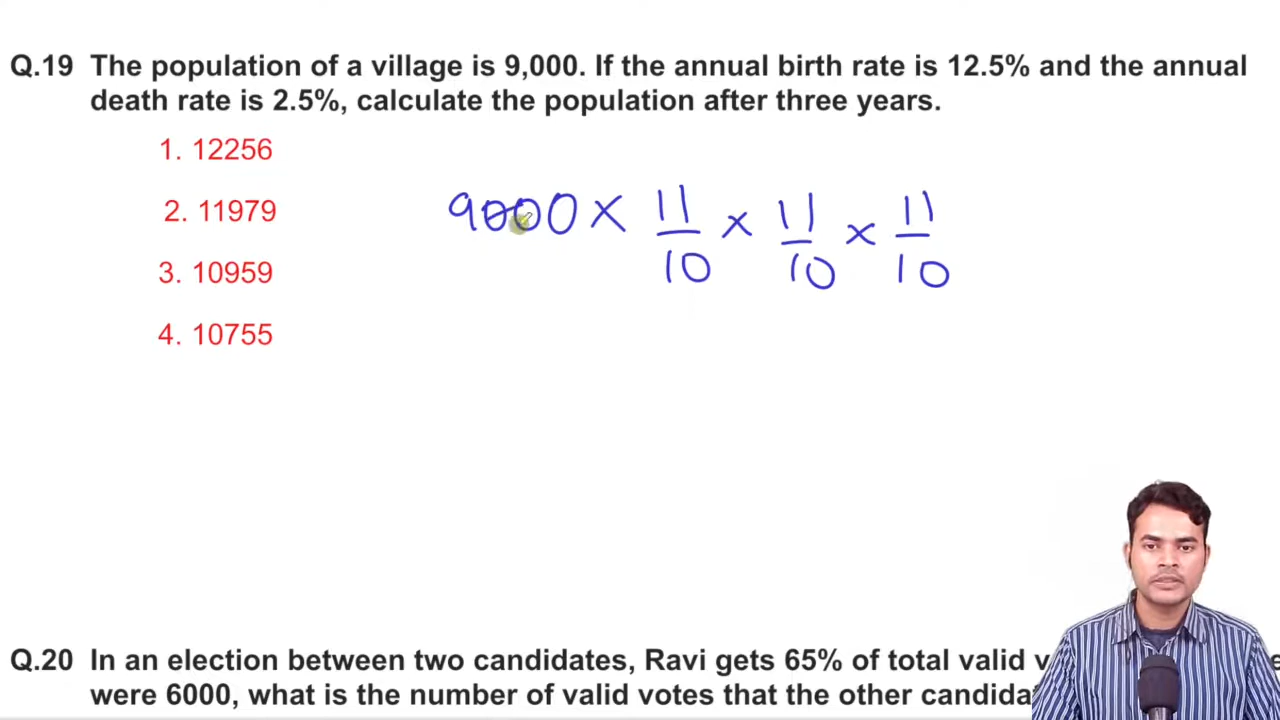 Q.19 The population of a village is 9,000. If the annual birth rate is 12.5% and the annual
death rate is 2.5%, calculate the population after three years.
1. 12256
2. 11979
3. 10959
4. 10755
9000 × 11/10 × 11/10 × 11/10
Q.20 In an election between two candidates, Ravi gets 65% of total valid
were 6000, what is the number of valid votes that the other